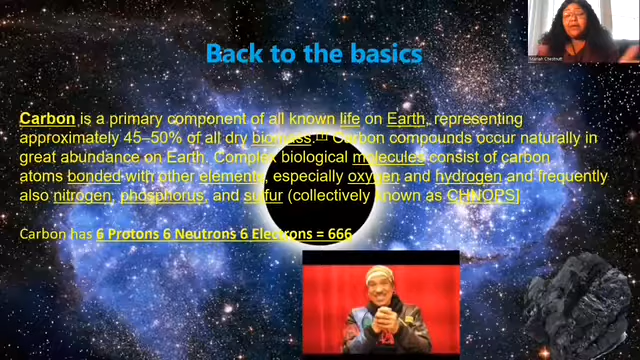 Back to the basics
Carbon is a primary component of all known life on Earth, representing
approximately 45–50% of all dry biomass.[1] Carbon compounds occur naturally in
great abundance on Earth. Complex biological molecules consist of carbon
atoms bonded with other elements, especially oxygen and hydrogen and frequently
also nitrogen, phosphorus, and sulfur (collectively known as CHNOPS]
Carbon has 6 Protons 6 Neutrons 6 Electrons = 666